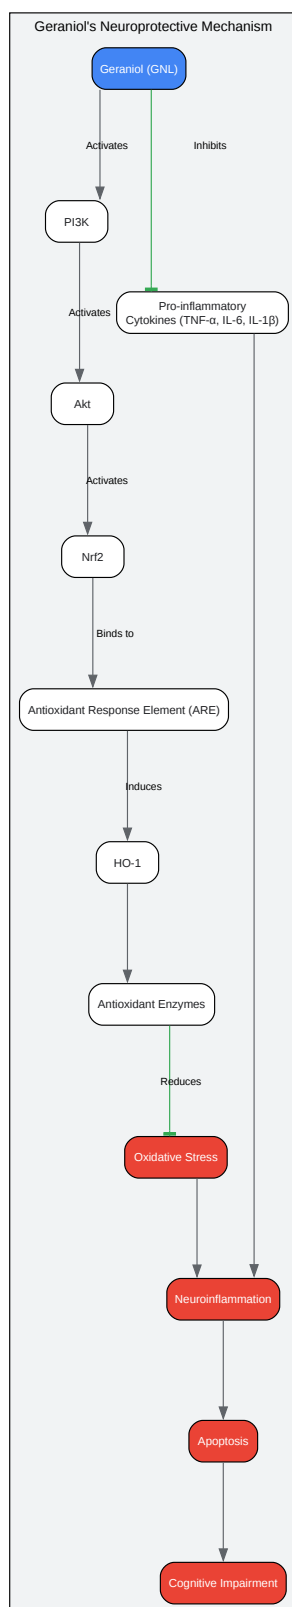 Geraniol's Neuroprotective Mechanism
Geraniol (GNL)
Activates
Inhibits
PI3K
Activates
Pro-inflammatory
Cytokines (TNF-α, IL-6, IL-1β)
Akt
Activates
Nrf2
Binds to
Antioxidant Response Element (ARE)
Induces
HO-1
Antioxidant Enzymes
Reduces
Oxidative Stress
Neuroinflammation
Apoptosis
Cognitive Impairment